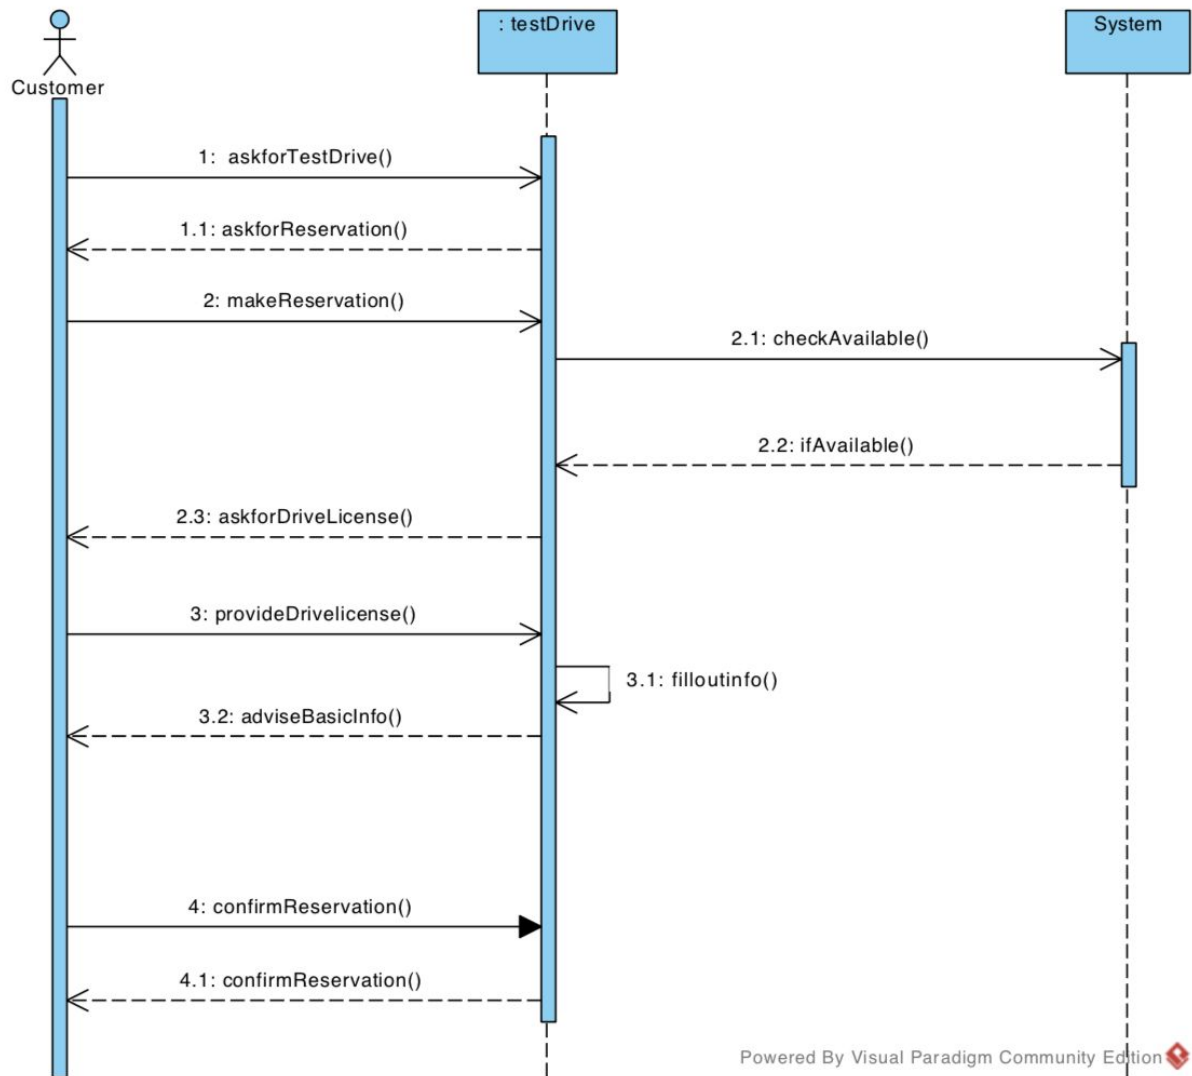 : testDrive
System
Customer
1:  askforTestDrive()
1.1: askforReservation()
2: makeReservation()
2.1: checkAvailable()
2.2: ifAvailable()
2.3: askforDriveLicense()
3: provideDrivelicense()
3.1: filloutinfo()
3.2: adviseBasicInfo()
4: confirmReservation()
4.1: confirmReservation()
Powered By Visual Paradigm Community Edition